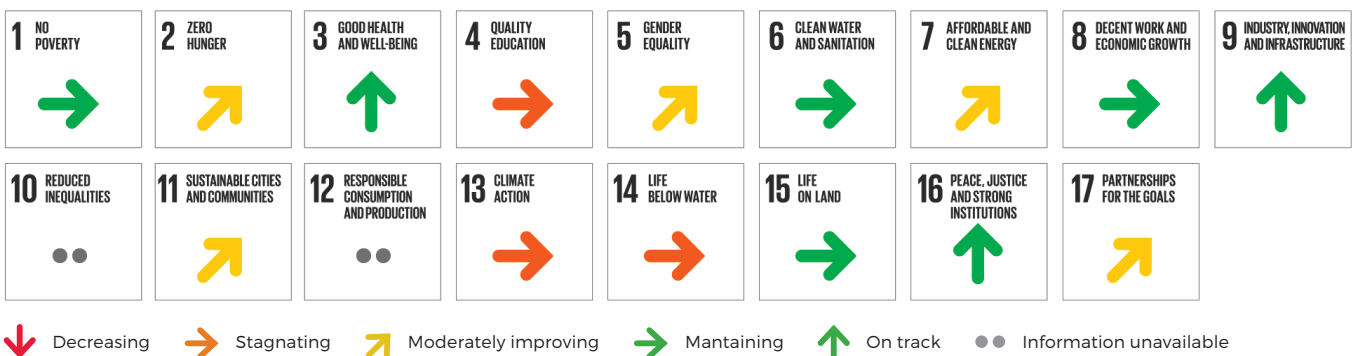 1 NO
POVERTY
2 ZERO
HUNGER
3 GOOD HEALTH
AND WELL-BEING
4 QUALITY
EDUCATION
5 GENDER
EQUALITY
6 CLEAN WATER
AND SANITATION
7 AFFORDABLE AND
CLEAN ENERGY
8 DECENT WORK AND
ECONOMIC GROWTH
9 INDUSTRY, INNOVATION
AND INFRASTRUCTURE
10 REDUCED
INEQUALITIES
11 SUSTAINABLE CITIES
AND COMMUNITIES
12 RESPONSIBLE
CONSUMPTION
AND PRODUCTION
13 CLIMATE
ACTION
14 LIFE
BELOW WATER
15 LIFE
ON LAND
16 PEACE, JUSTICE
AND STRONG
INSTITUTIONS
17 PARTNERSHIPS
FOR THE GOALS
Decreasing Stagnating Moderately improving Mantaining On track Information unavailable